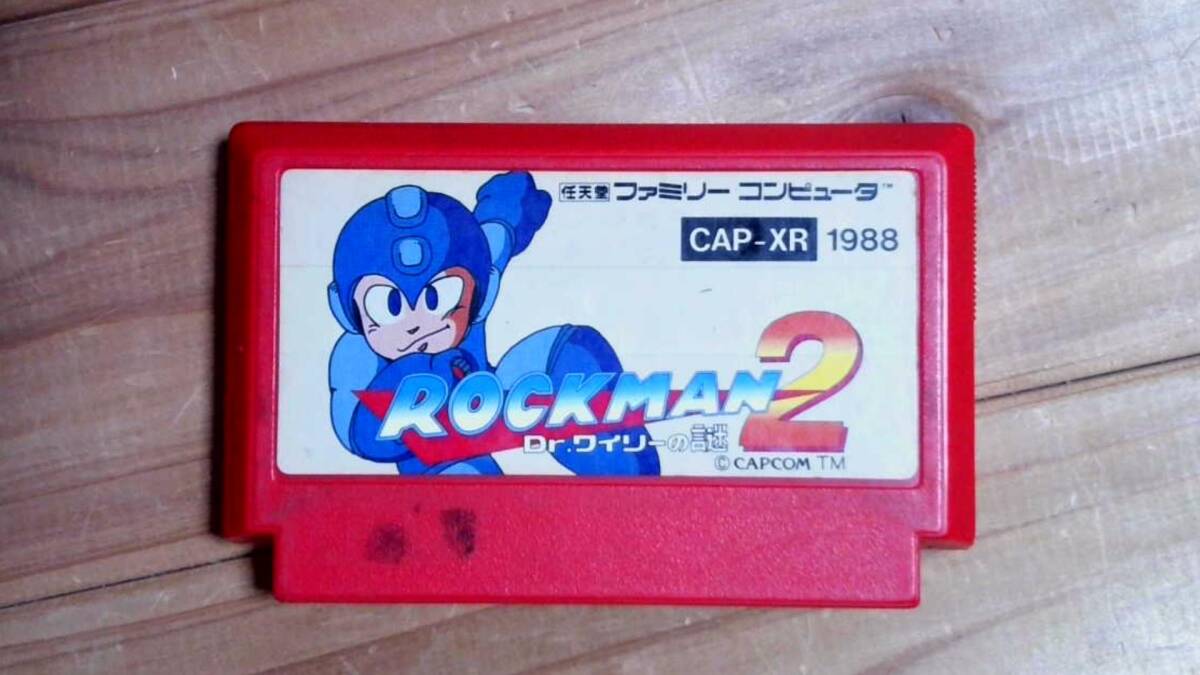 任天堂 ファミリー コンピュータ™
CAP-XR 1988
ROCKMAN 2
Dr.ワイリーの謎
©CAPCOM TM